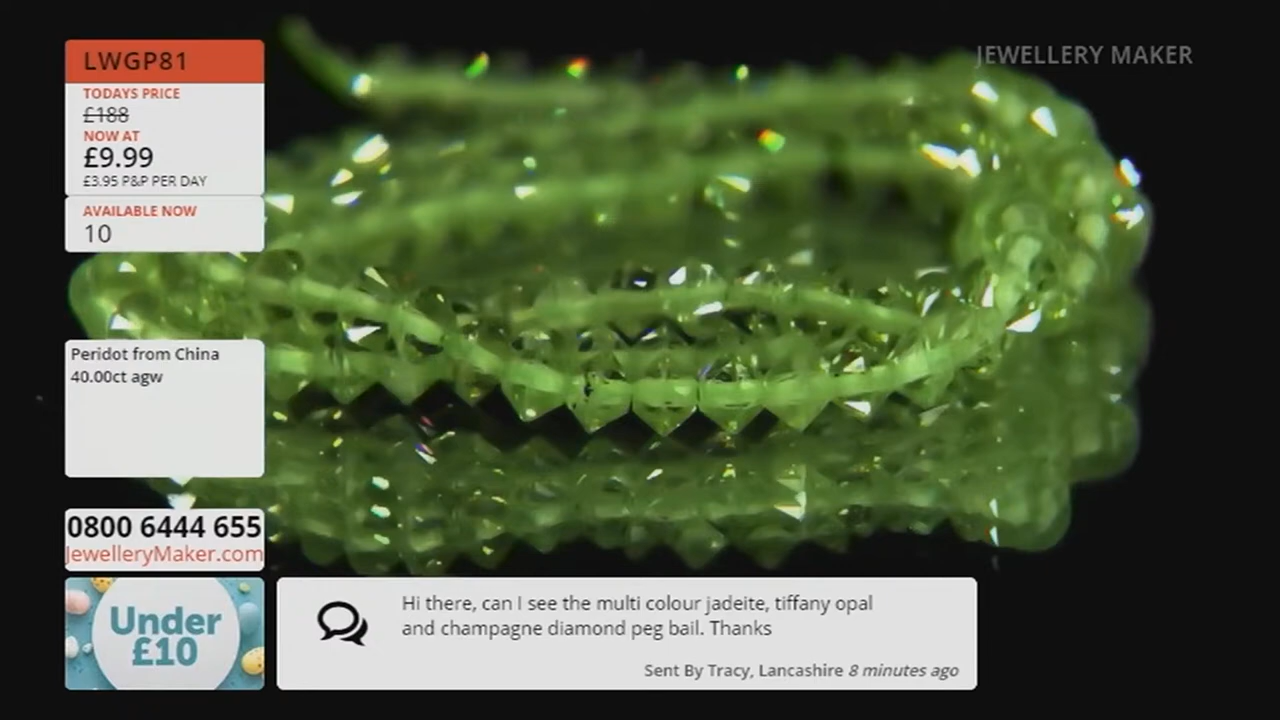 LWGP81
TODAYS PRICE
£188
NOW AT
£9.99
£3.95 P&P PER DAY
AVAILABLE NOW
10
Peridot from China
40.00ct agw
0800 6444 655
JewelleryMaker.com
Under
£10
JEWELLERY MAKER
Hi there, can I see the multi colour jadeite, tiffany opal
and champagne diamond peg bail. Thanks
Sent By Tracy, Lancashire 8 minutes ago